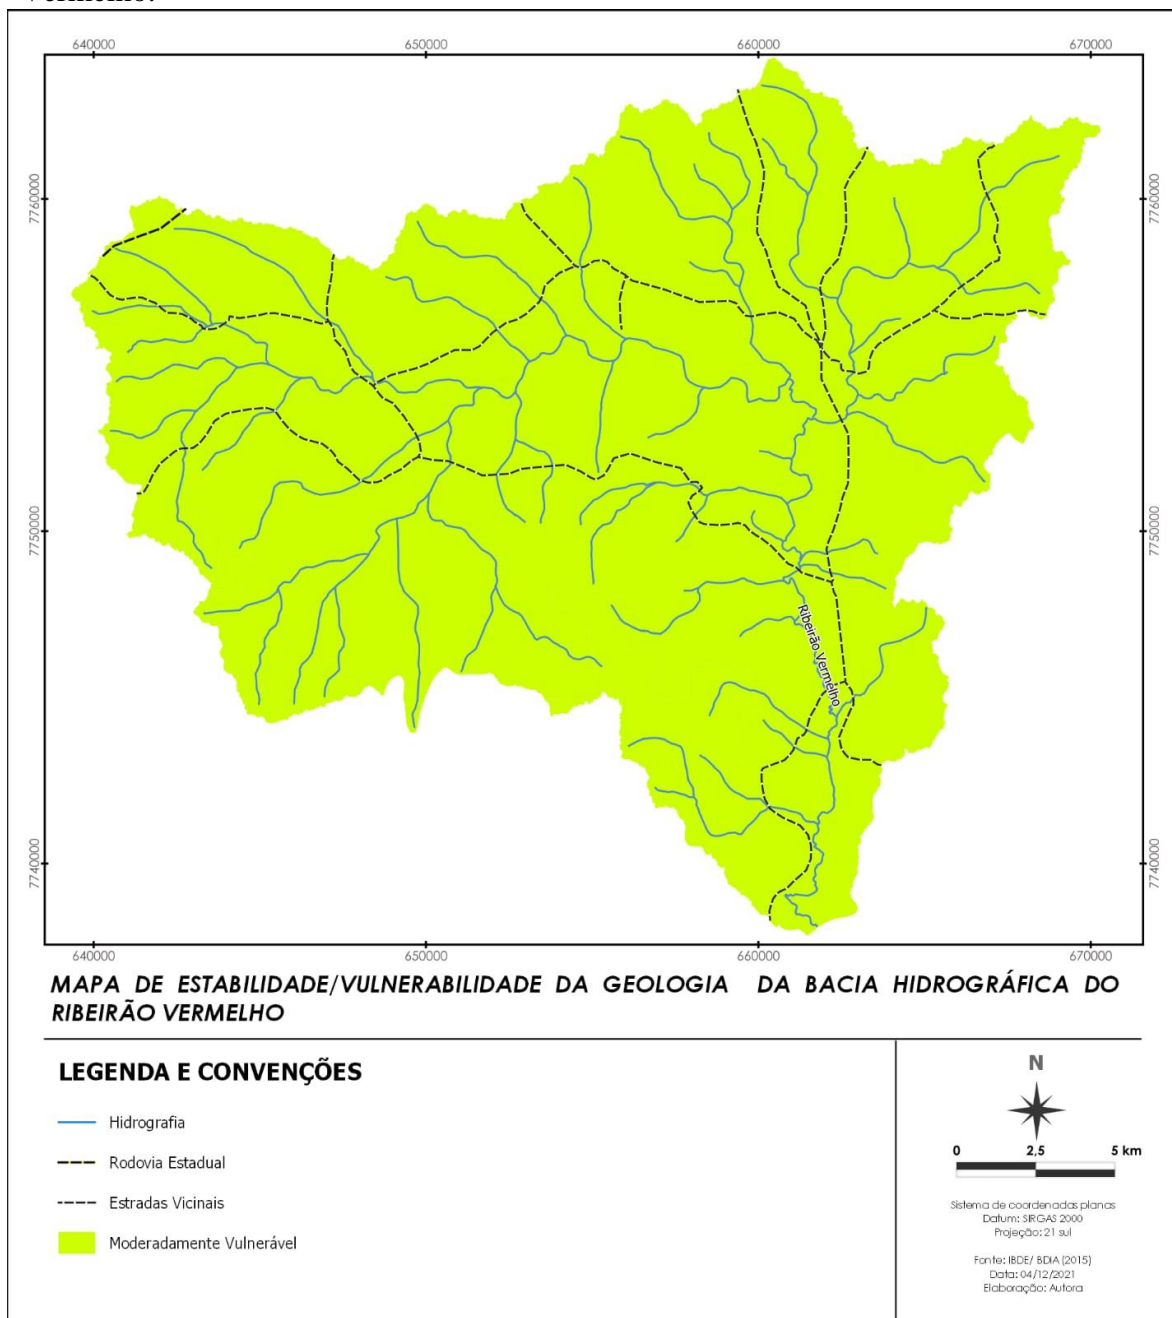 640000 650000 660000 670000
7760000 7760000
7750000 7750000
Ribeirão Vermelho
7740000 7740000
640000 650000 660000 670000
MAPA DE ESTABILIDADE/VULNERABILIDADE DA GEOLOGIA DA BACIA HIDROGRÁFICA DO
RIBEIRÃO VERMELHO
LEGENDA E CONVENÇÕES
Hidrografia
Rodovia Estadual
Estradas Vicinais
Moderadamente Vulnerável
N
0 2,5 5 km
Sistema de coordenadas planas
Datum: SIRGAS 2000
Projeção: 21 sul
Fonte: IBDE/ BDIA (2015)
Data: 04/12/2021
Elaboração: Autora